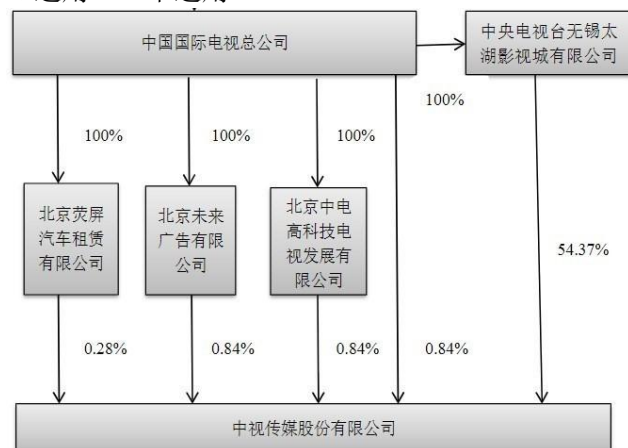 中国国际电视总公司
中央电视台无锡太
湖影视城有限公司
100%
100%
100%
100%
北京荧屏
汽车租赁
有限公司
北京未来
广告有限
公司
北京中电
高科技电
视发展有
限公司
54.37%
0.28%
0.84%
0.84%
0.84%
中视传媒股份有限公司